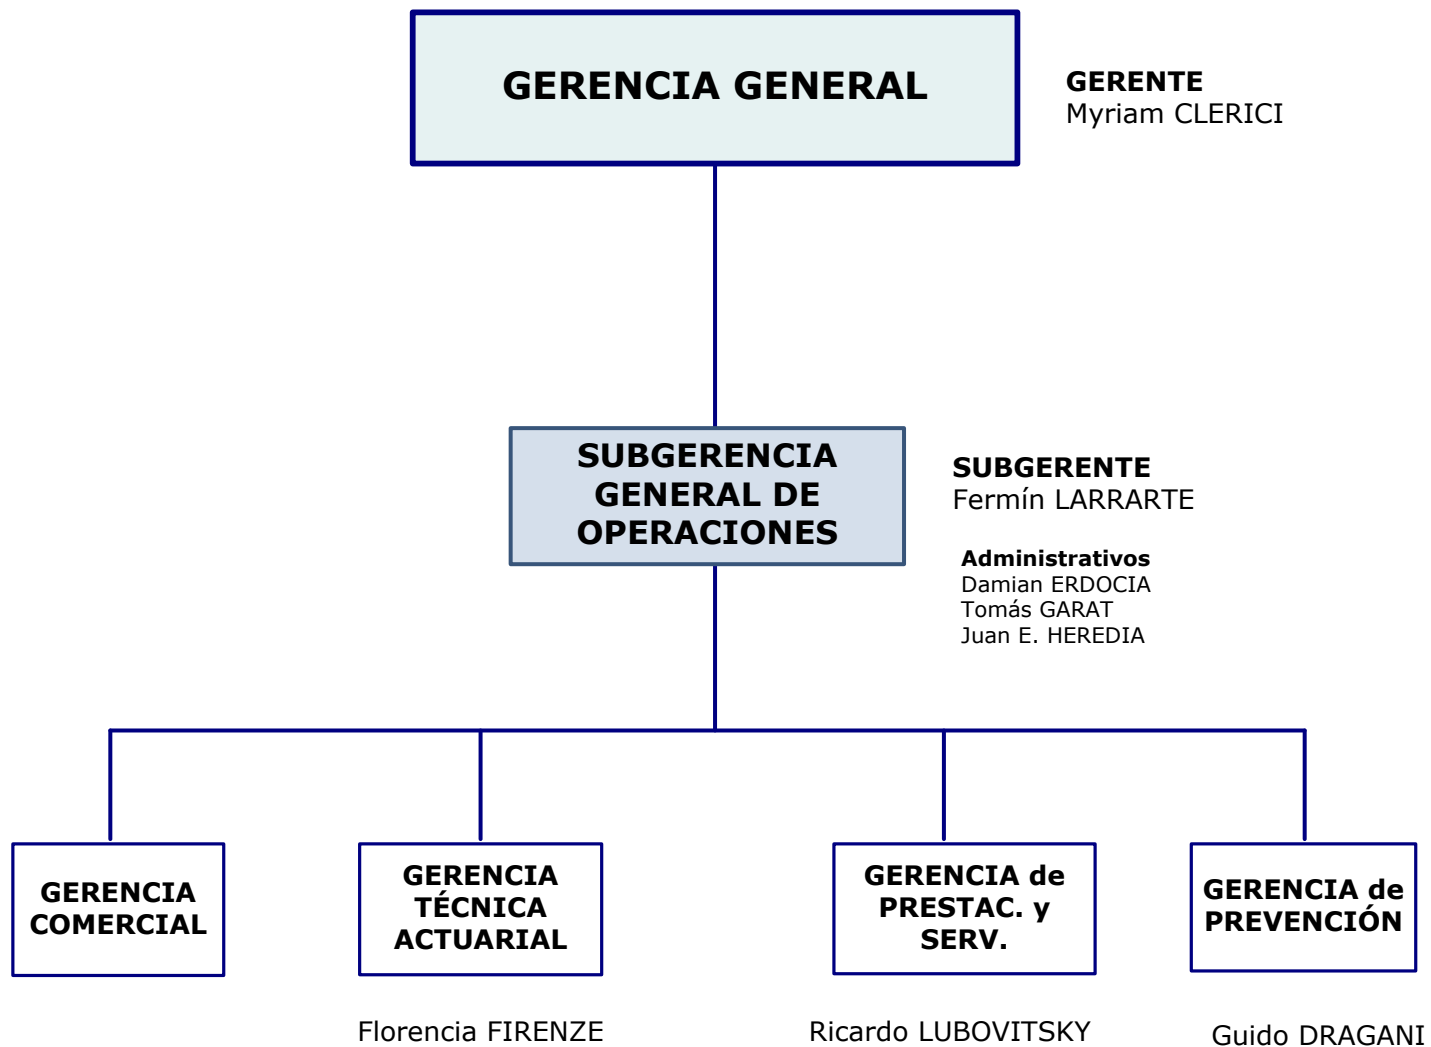 GERENCIA GENERAL
GERENTE
Myriam CLERICI
SUBGERENCIA
GENERAL DE
OPERACIONES
SUBGERENTE
Fermín LARRARTE
Administrativos
Damian ERDOCIA
Tomás GARAT
Juan E. HEREDIA
GERENCIA
COMERCIAL
GERENCIA
TÉCNICA
ACTUARIAL
GERENCIA de
PRESTAC. y
SERV.
GERENCIA de
PREVENCIÓN
Florencia FIRENZE
Ricardo LUBOVITSKY
Guido DRAGANI